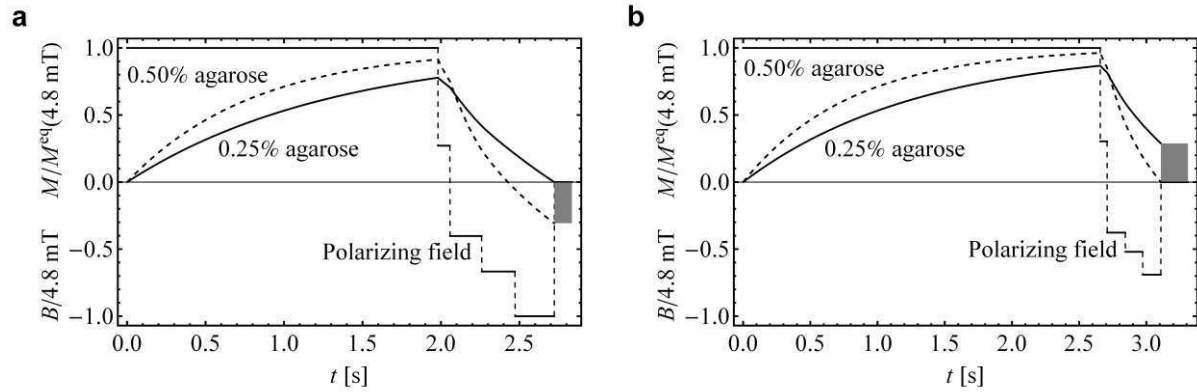 a
M/M^eq(4.8 mT)
B/4.8 mT
1.0
0.5
0.0
−0.5
−1.0
0.50% agarose
0.25% agarose
Polarizing field
0.0 0.5 1.0 1.5 2.0 2.5
t [s]
b
M/M^eq(4.8 mT)
B/4.8 mT
1.0
0.5
0.0
−0.5
−1.0
0.50% agarose
0.25% agarose
Polarizing field
0.0 0.5 1.0 1.5 2.0 2.5 3.0
t [s]